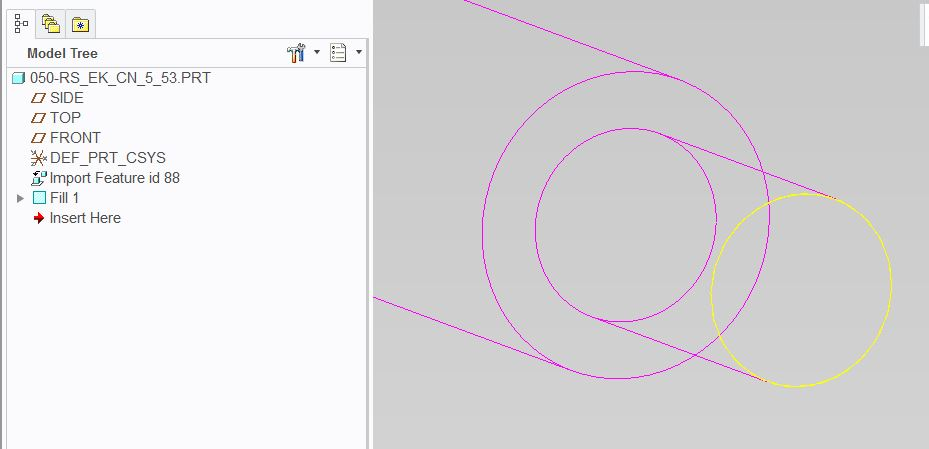 Model Tree
050-RS_EK_CN_5_53.PRT
SIDE
TOP
FRONT
DEF_PRT_CSYS
Import Feature id 88
Fill 1
Insert Here